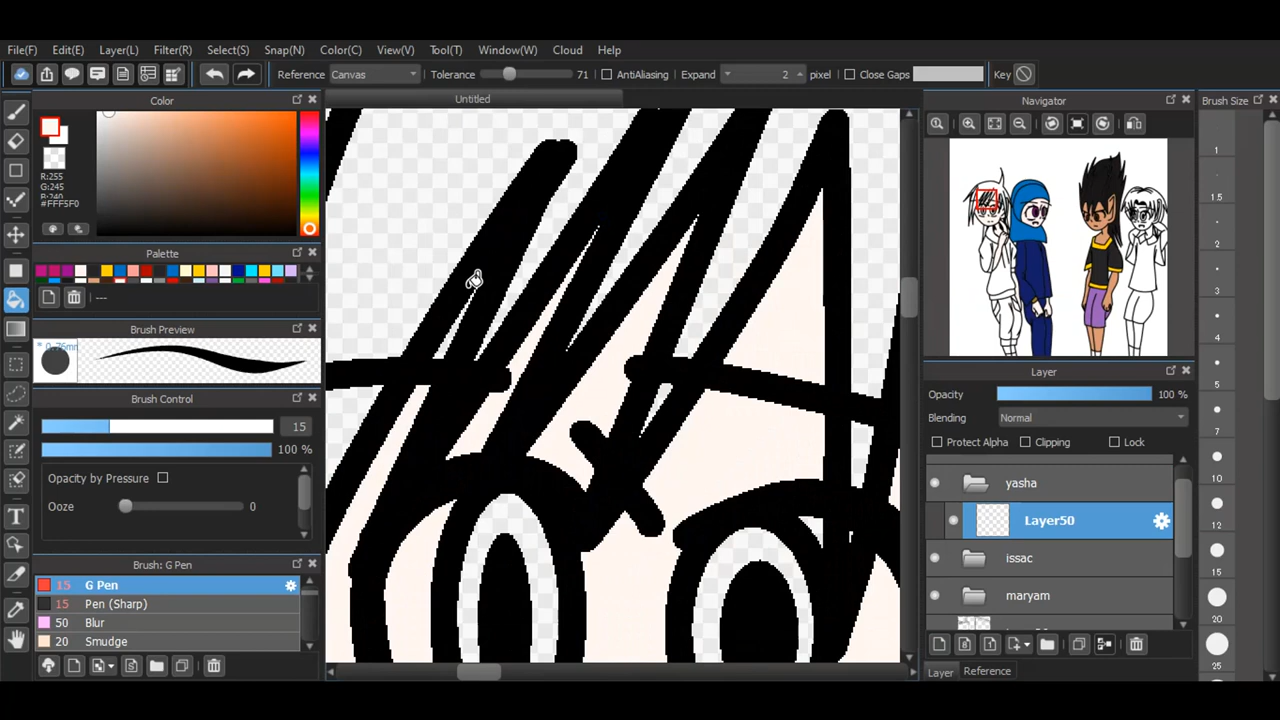 File(F) Edit(E) Layer(L) Filter(R) Select(S) Snap(N) Color(C) View(V) Tool(T) Window(W) Cloud Help
Reference Canvas Tolerance 71 AntiAliasing Expand 2 pixel Close Gaps Key
Color
Untitled
Navigator
Brush Size
R:255
G:245
B:240
#FFF5F0
Palette
---
Brush Preview
* 0.76mm
Brush Control
15
100 %
Opacity by Pressure
Ooze 0
Brush: G Pen
15 G Pen
15 Pen (Sharp)
50 Blur
20 Smudge
Layer
Opacity 100 %
Blending Normal
Protect Alpha Clipping Lock
yasha
Layer50
issac
maryam
Layer Reference
1
1.5
2
3
4
5
7
10
12
15
20
25